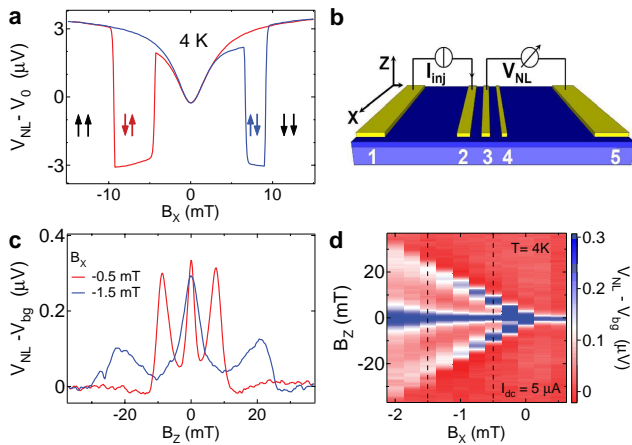 a
4 K
V_NL - V_0 (μV)
3
0
-3
-10
0
10
B_X (mT)
b
Z
X
I_inj
V_NL
1
2
3
4
5
c
V_NL - V_bg (μV)
0.4
0.2
0
B_X
-0.5 mT
-1.5 mT
-20
0
20
B_Z (mT)
d
B_Z (mT)
20
0
-20
T= 4K
I_dc = 5 μA
-2
-1
0
B_X (mT)
0.3
0.2
0.1
0
V_NL - V_bg (μV)